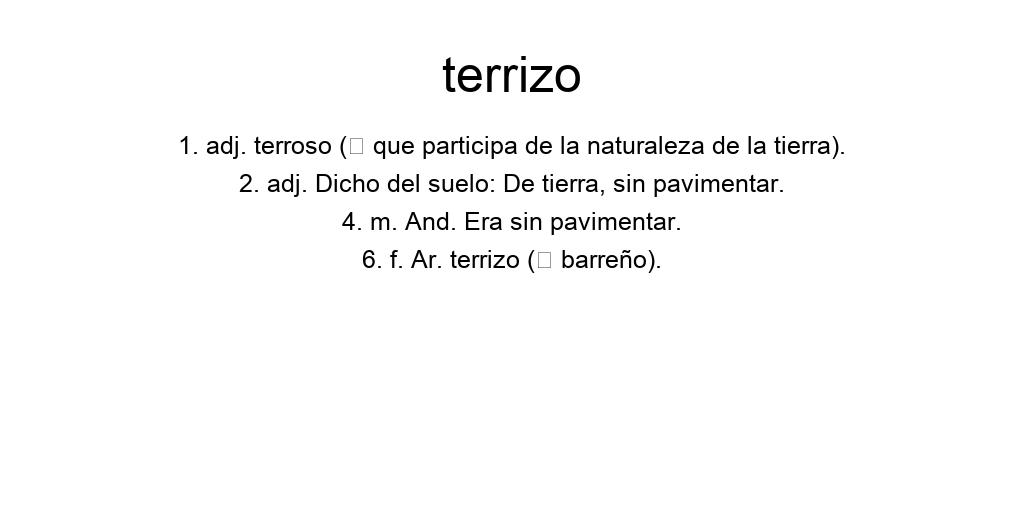 terrizo
1. adj. terroso (□ que participa de la naturaleza de la tierra).
2. adj. Dicho del suelo: De tierra, sin pavimentar.
4. m. And. Era sin pavimentar.
6. f. Ar. terrizo (□ barreño).